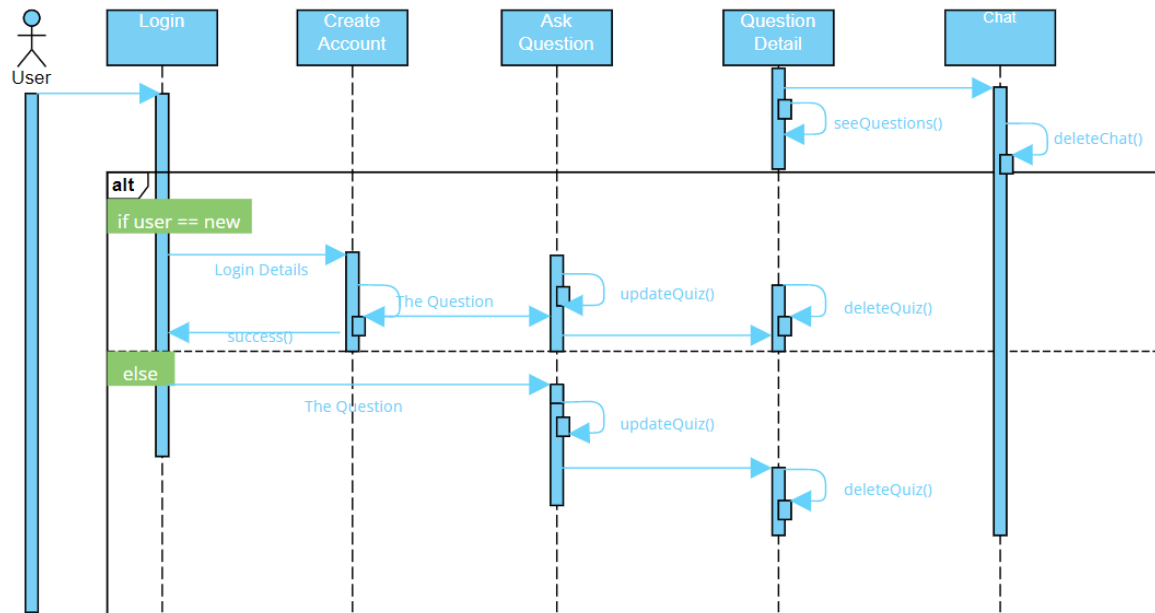 User
Login
Create
Account
Ask
Question
Question
Detail
Chat
seeQuestions()
deleteChat()
alt
if user == new
Login Details
The Question
updateQuiz()
deleteQuiz()
success()
else
The Question
updateQuiz()
deleteQuiz()